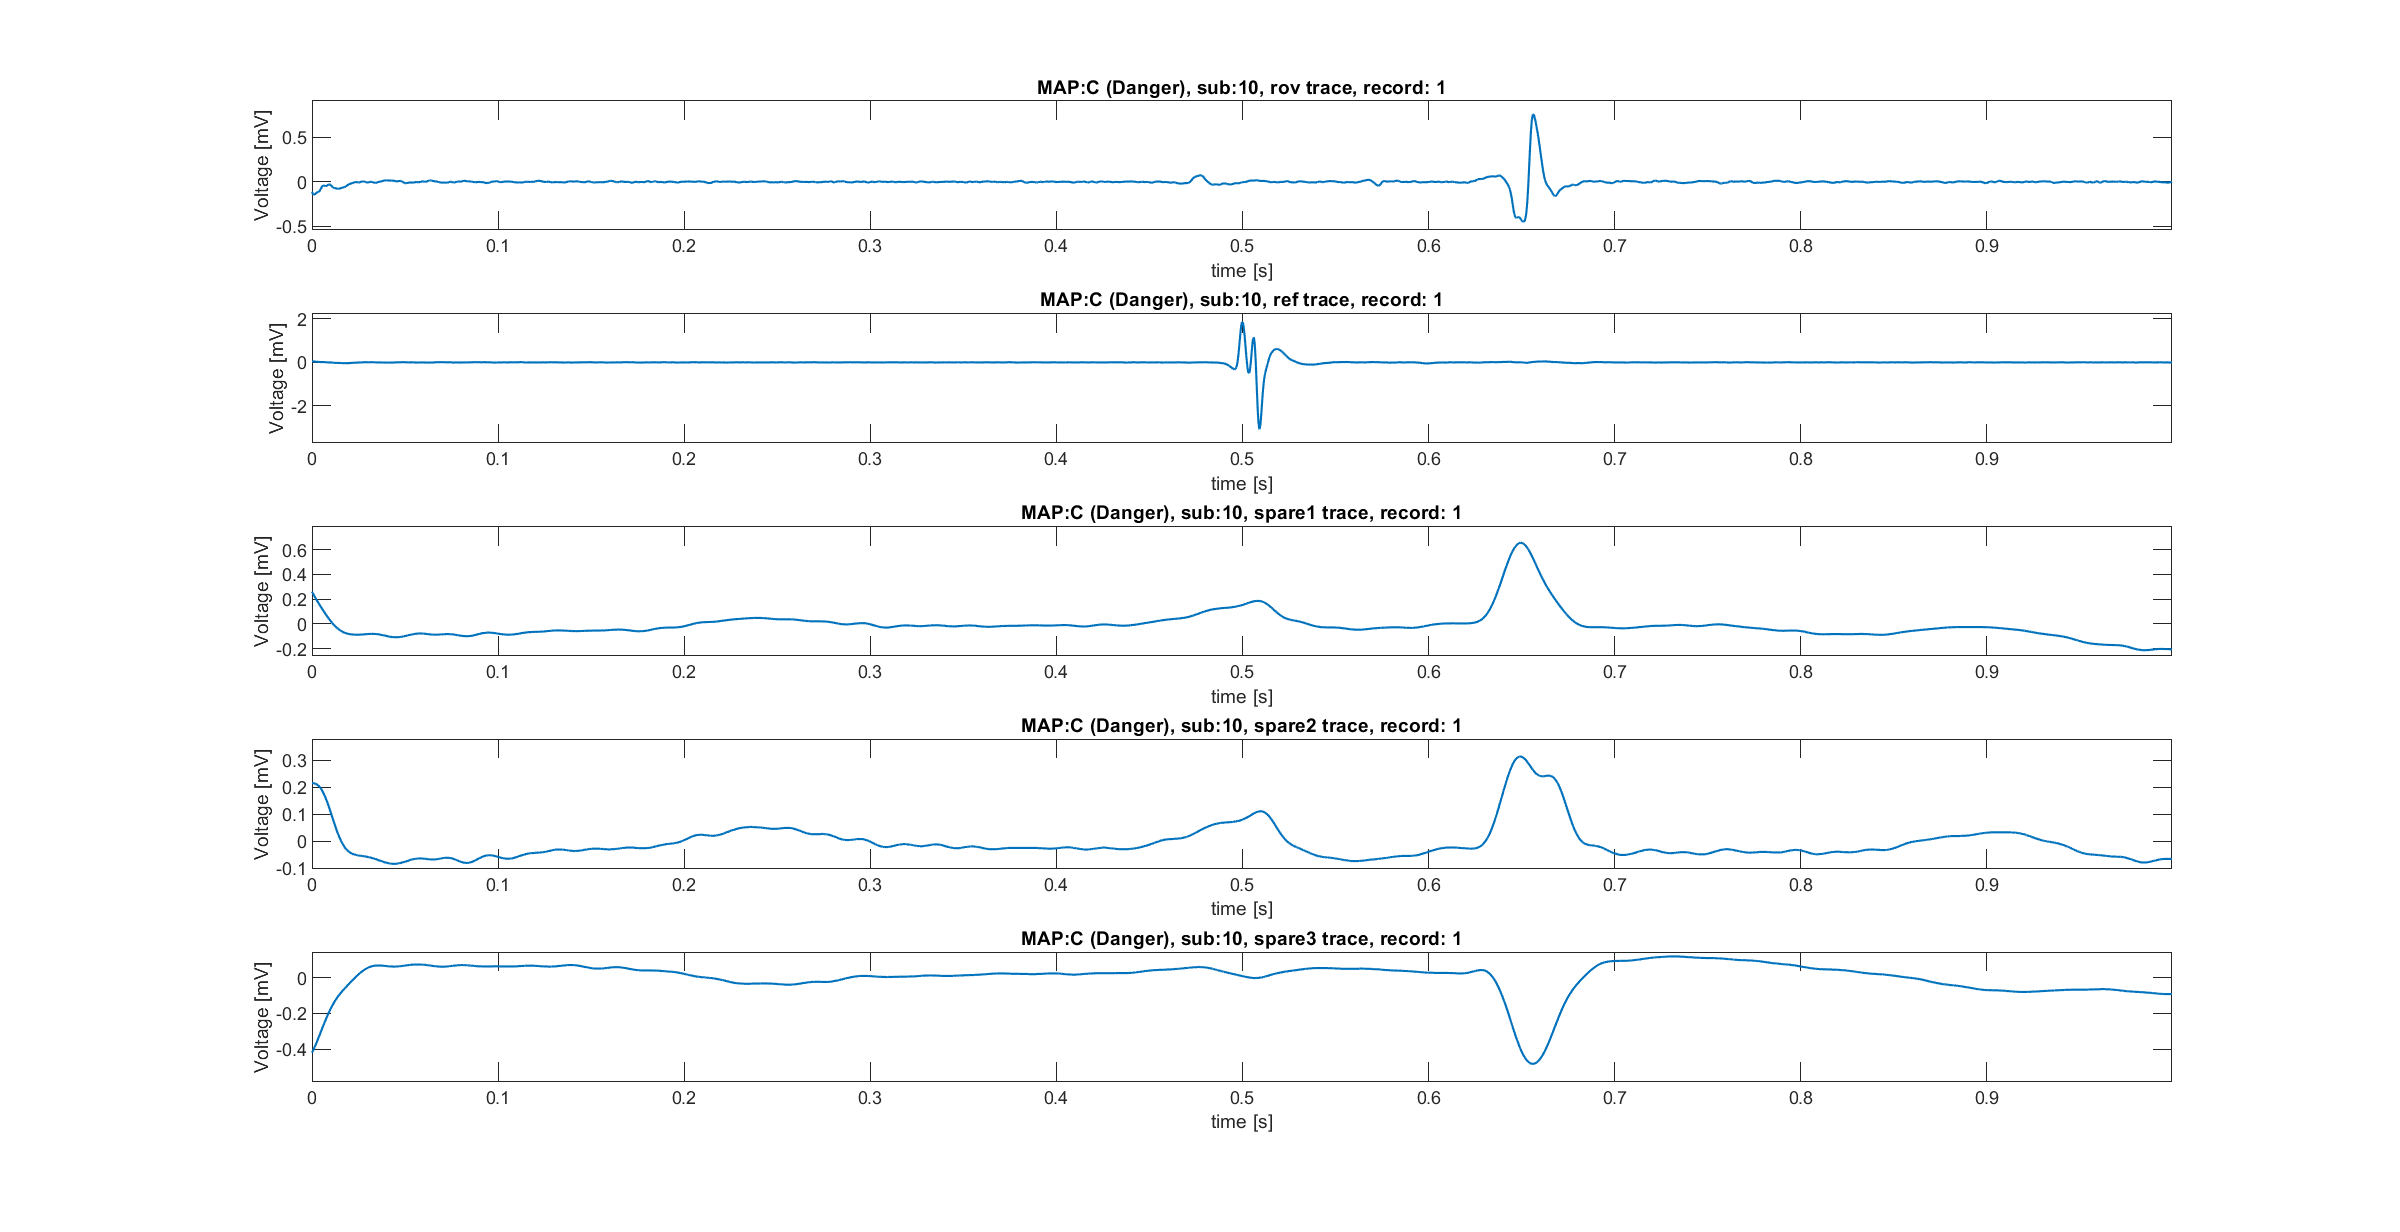 MAP:C (Danger), sub:10, rov trace, record: 1
Voltage [mV]
0.5
0
-0.5
0 0.1 0.2 0.3 0.4 0.5 0.6 0.7 0.8 0.9
time [s]
MAP:C (Danger), sub:10, ref trace, record: 1
Voltage [mV]
2
0
-2
0 0.1 0.2 0.3 0.4 0.5 0.6 0.7 0.8 0.9
time [s]
MAP:C (Danger), sub:10, spare1 trace, record: 1
Voltage [mV]
0.6
0.4
0.2
0
-0.2
0 0.1 0.2 0.3 0.4 0.5 0.6 0.7 0.8 0.9
time [s]
MAP:C (Danger), sub:10, spare2 trace, record: 1
Voltage [mV]
0.3
0.2
0.1
0
-0.1
0 0.1 0.2 0.3 0.4 0.5 0.6 0.7 0.8 0.9
time [s]
MAP:C (Danger), sub:10, spare3 trace, record: 1
Voltage [mV]
0
-0.2
-0.4
0 0.1 0.2 0.3 0.4 0.5 0.6 0.7 0.8 0.9
time [s]